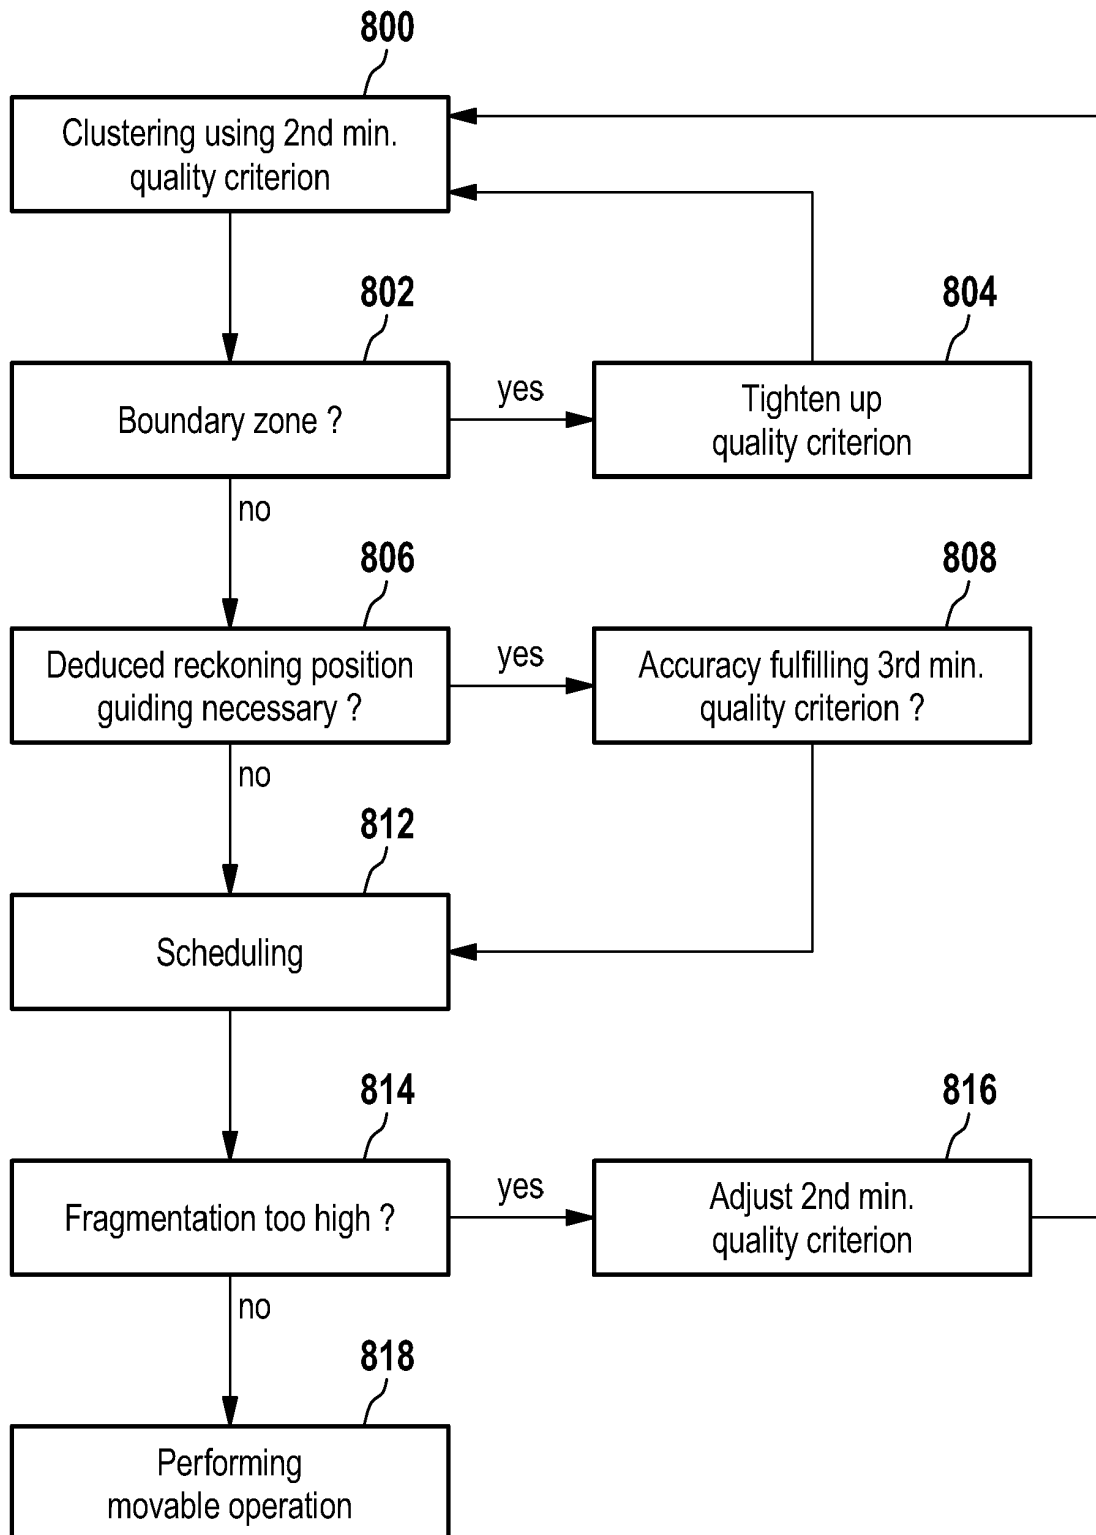 800
Clustering using 2nd min.
quality criterion
802
804
Boundary zone ?
yes
Tighten up
quality criterion
no
806
808
Deduced reckoning position
guiding necessary ?
yes
Accuracy fulfilling 3rd min.
quality criterion ?
no
812
Scheduling
814
816
Fragmentation too high ?
yes
Adjust 2nd min.
quality criterion
no
818
Performing
movable operation